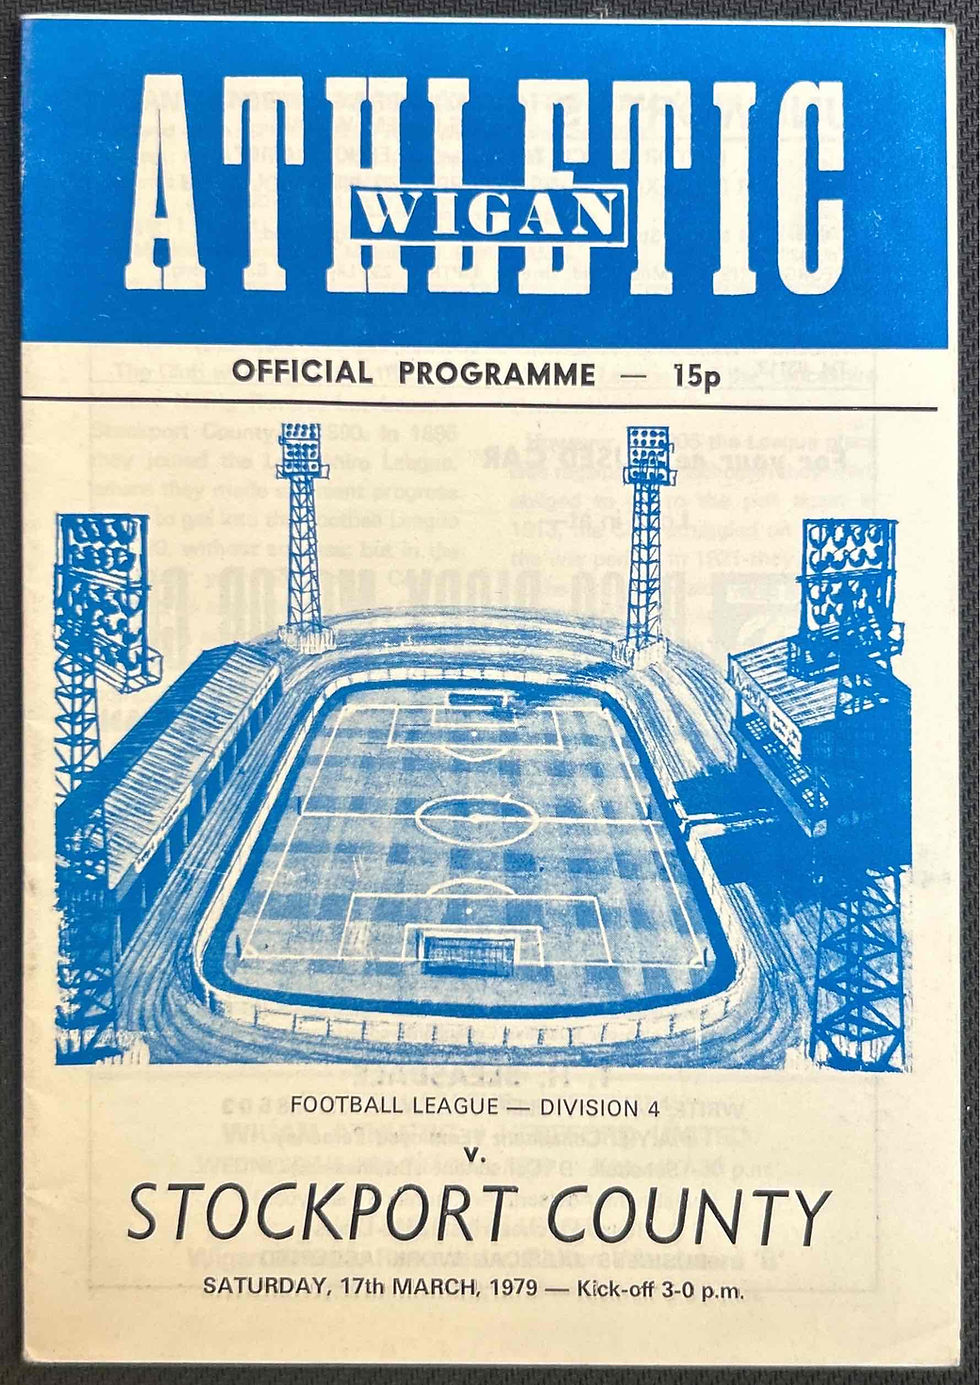 ATHLETIC
WIGAN
OFFICIAL PROGRAMME — 15p
FOOTBALL LEAGUE — DIVISION 4
v.
STOCKPORT COUNTY
SATURDAY, 17th MARCH, 1979 — Kick-off 3-0 p.m.